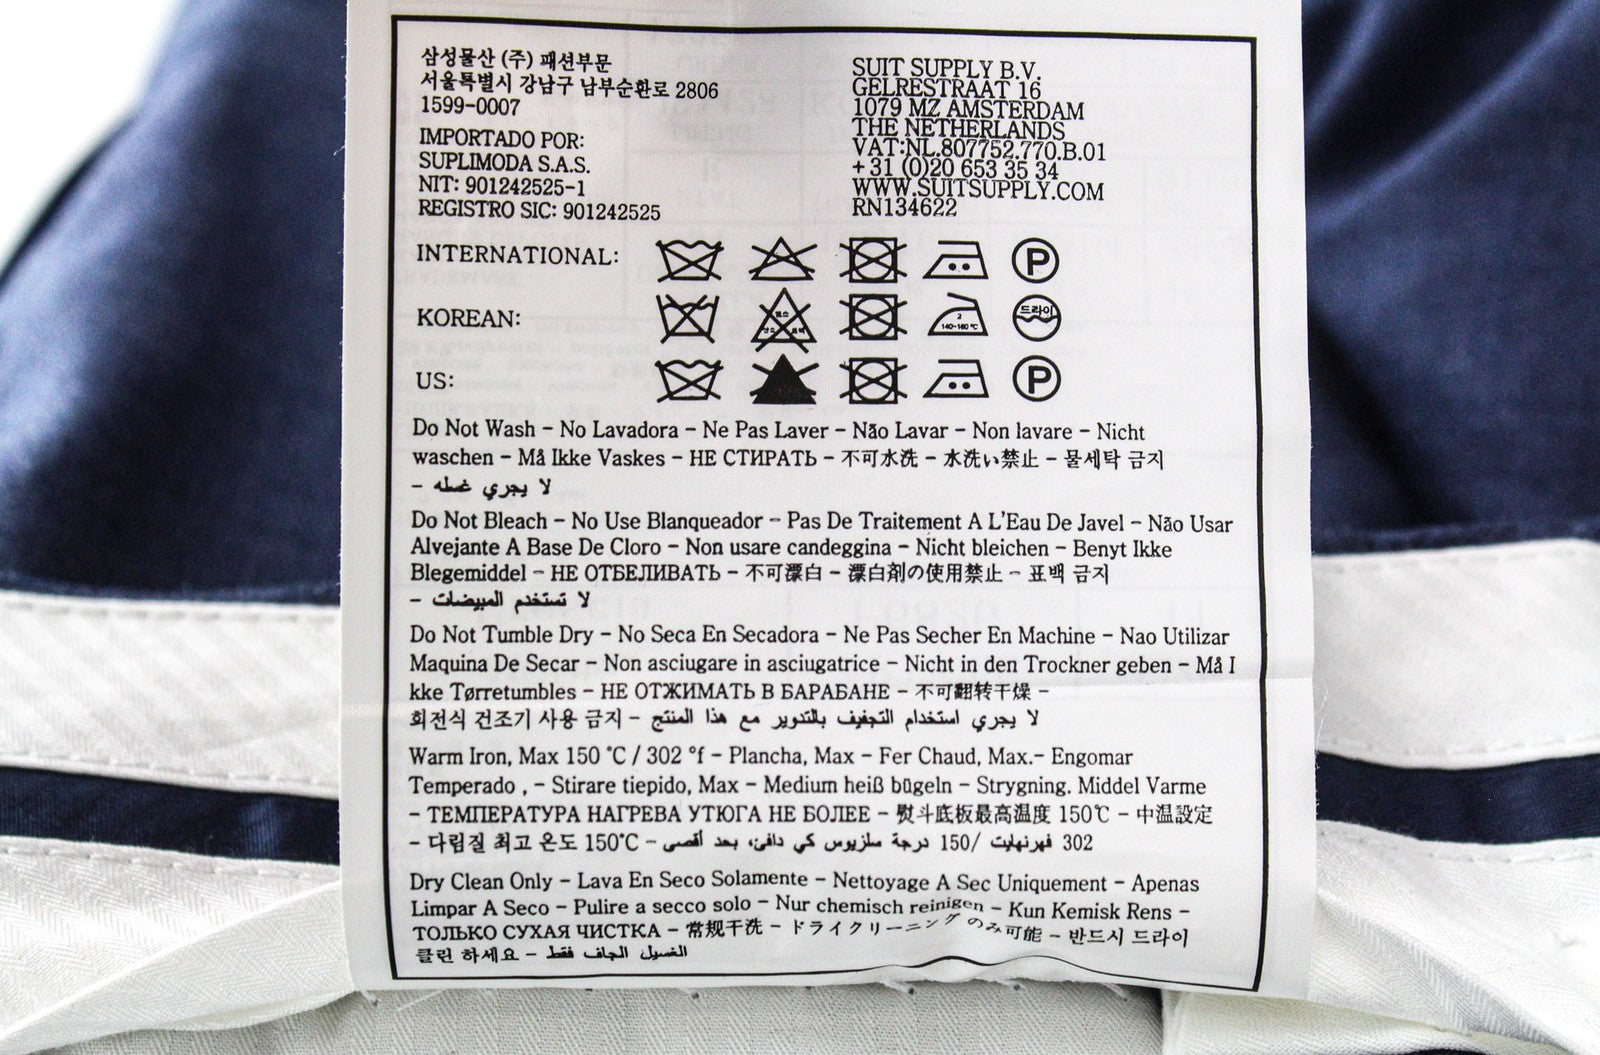 삼성물산 (주) 패션부문
서울특별시 강남구 남부순환로 2806
1599-0007
IMPORTADO POR:
SUPLIMODA S.A.S.
NIT: 901242525-1
REGISTRO SIC: 901242525
SUIT SUPPLY B.V.
GELRESTRAAT 16
1079 MZ AMSTERDAM
THE NETHERLANDS
VAT:NL.807752.770.B.01
+31 (0)20 653 35 34
WWW.SUITSUPPLY.COM
RN134622
INTERNATIONAL:
P
KOREAN:
염소
산소 표백
2
140~160 ℃
드라이
US:
P
Do Not Wash - No Lavadora - Ne Pas Laver - Não Lavar - Non lavare - Nicht
waschen - Må Ikke Vaskes - НЕ СТИРАТЬ - 不可水洗 - 水洗い禁止 - 물세탁 금지
- لا يجري غسله
Do Not Bleach - No Use Blanqueador - Pas De Traitement A L'Eau De Javel - Não Usar
Alvejante A Base De Cloro - Non usare candeggina - Nicht bleichen - Benyt Ikke
Blegemiddel - НЕ ОТБЕЛИВАТЬ - 不可漂白 - 漂白剤の使用禁止 - 표백 금지
- لا تستخدم المبيضات
Do Not Tumble Dry - No Seca En Secadora - Ne Pas Secher En Machine - Nao Utilizar
Maquina De Secar - Non asciugare in asciugatrice - Nicht in den Trockner geben - Må I
kke Tørretumbles - НЕ ОТЖИМАТЬ В БАРАБАНЕ - 不可翻转干燥 -
회전식 건조기 사용 금지 - لا يجري استخدام التجفيف بالتدوير مع هذا المنتج
Warm Iron, Max 150 °C / 302 °f - Plancha, Max - Fer Chaud, Max.- Engomar
Temperado , - Stirare tiepido, Max - Medium heiß bügeln - Strygning. Middel Varme
- ТЕМПЕРАТУРА НАГРЕВА УТЮГА НЕ БОЛЕЕ - 熨斗底板最高温度 150℃ - 中温設定
- 다림질 최고 온도 150℃ - 302 فهرنهايت /150 درجة سلزيوس كي دافئ، بحد أقصى
Dry Clean Only - Lava En Seco Solamente - Nettoyage A Sec Uniquement - Apenas
Limpar A Seco - Pulire a secco solo - Nur chemisch reinigen - Kun Kemisk Rens -
ТОЛЬКО СУХАЯ ЧИСТКА - 常规干洗 - ドライクリーニングのみ可能 - 반드시 드라이
클린 하세요 - الغسيل الجاف فقط